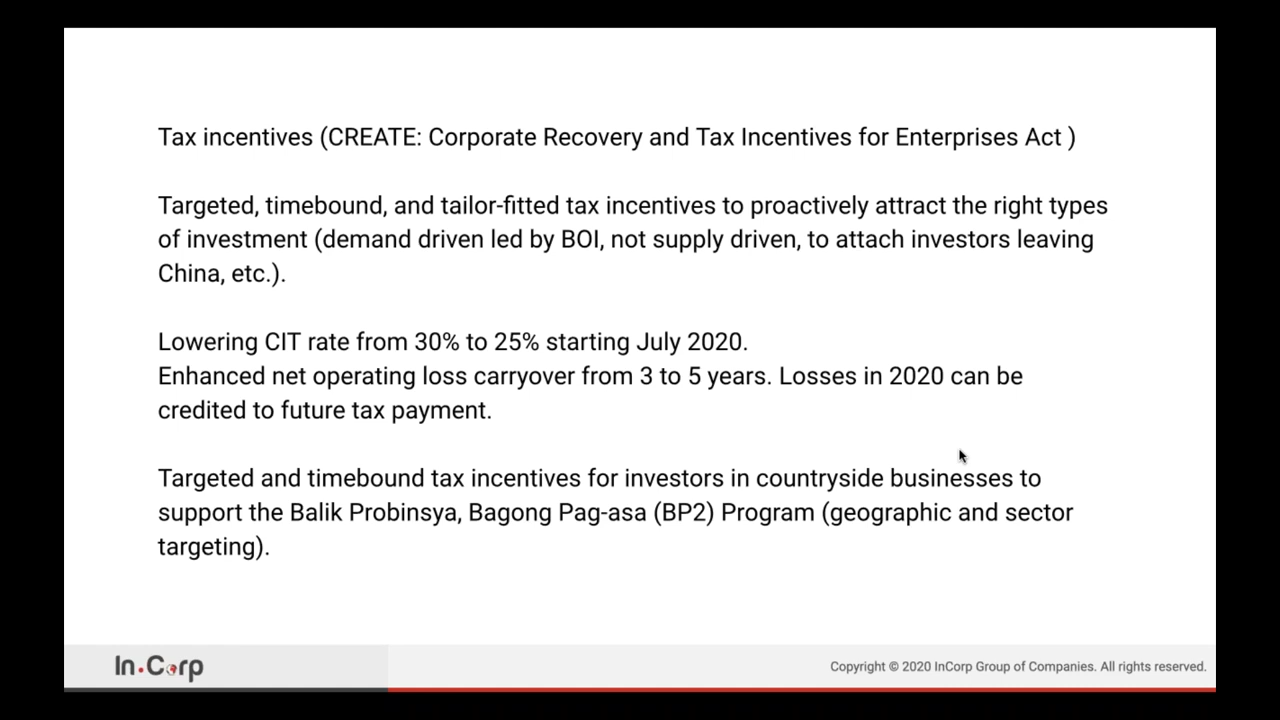 Tax incentives (CREATE: Corporate Recovery and Tax Incentives for Enterprises Act )
Targeted, timebound, and tailor-fitted tax incentives to proactively attract the right types
of investment (demand driven led by BOI, not supply driven, to attach investors leaving
China, etc.).
Lowering CIT rate from 30% to 25% starting July 2020.
Enhanced net operating loss carryover from 3 to 5 years. Losses in 2020 can be
credited to future tax payment.
Targeted and timebound tax incentives for investors in countryside businesses to
support the Balik Probinsya, Bagong Pag-asa (BP2) Program (geographic and sector
targeting).
In.Corp
Copyright © 2020 InCorp Group of Companies. All rights reserved.